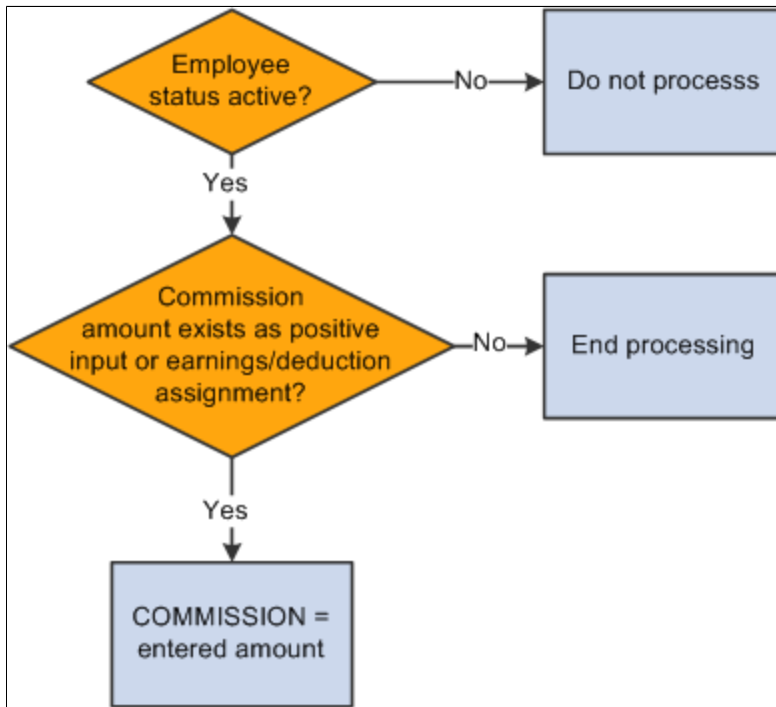 Employee
status active?
No
Do not processs
Yes
Commission
amount exists as positive
input or earnings/deduction
assignment?
No
End processing
Yes
COMMISSION =
entered amount